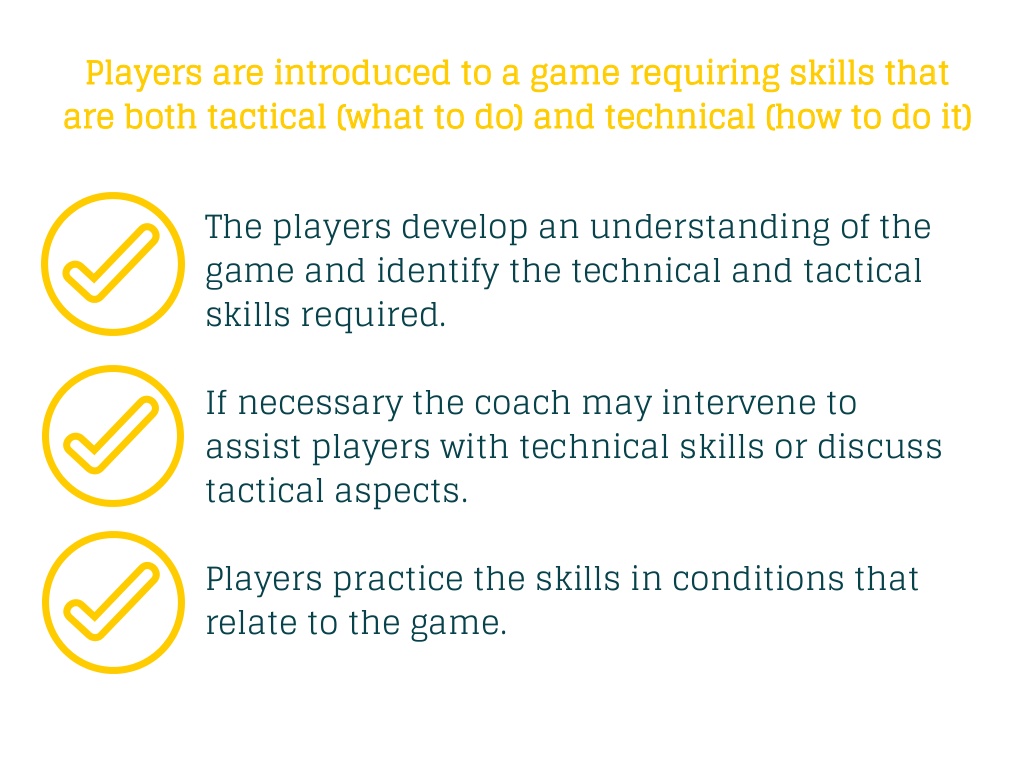 Players are introduced to a game requiring skills that
are both tactical (what to do) and technical (how to do it)
The players develop an understanding of the
game and identify the technical and tactical
skills required.
If necessary the coach may intervene to
assist players with technical skills or discuss
tactical aspects.
Players practice the skills in conditions that
relate to the game.